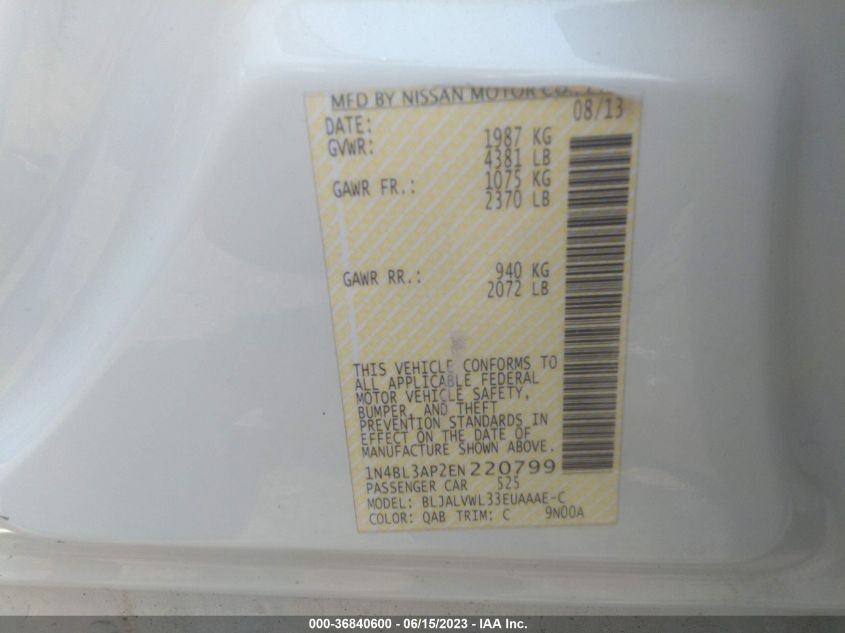 MFD BY NISSAN MOTOR CO.,
DATE: 08/13
GVWR: 1987 KG
4381 LB
GAWR FR.: 1075 KG
2370 LB
GAWR RR.: 940 KG
2072 LB
THIS VEHICLE CONFORMS TO
ALL APPLICABLE FEDERAL
MOTOR VEHICLE SAFETY,
BUMPER, AND THEFT
PREVENTION STANDARDS IN
EFFECT ON THE DATE OF
MANUFACTURE SHOWN ABOVE.
1N4BL3AP2EN220799
PASSENGER CAR 525
MODEL: BLJALVWL33EUAAAE-C
COLOR: QAB TRIM: C 9N00A
000-36840600 - 06/15/2023 - IAA Inc.